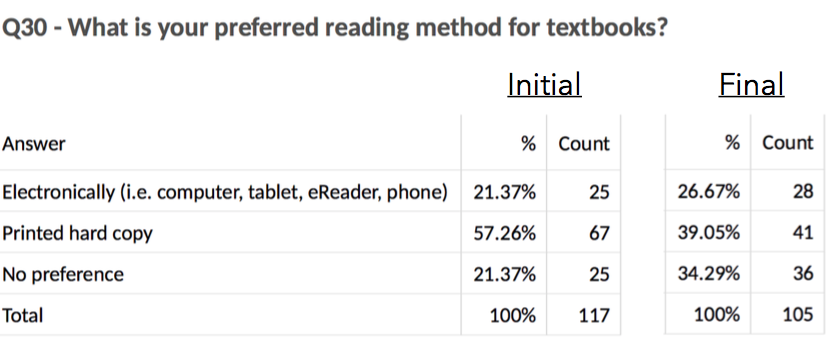 Q30 - What is your preferred reading method for textbooks?
Initial Final
Answer % Count % Count
Electronically (i.e. computer, tablet, eReader, phone) 21.37% 25 26.67% 28
Printed hard copy 57.26% 67 39.05% 41
No preference 21.37% 25 34.29% 36
Total 100% 117 100% 105